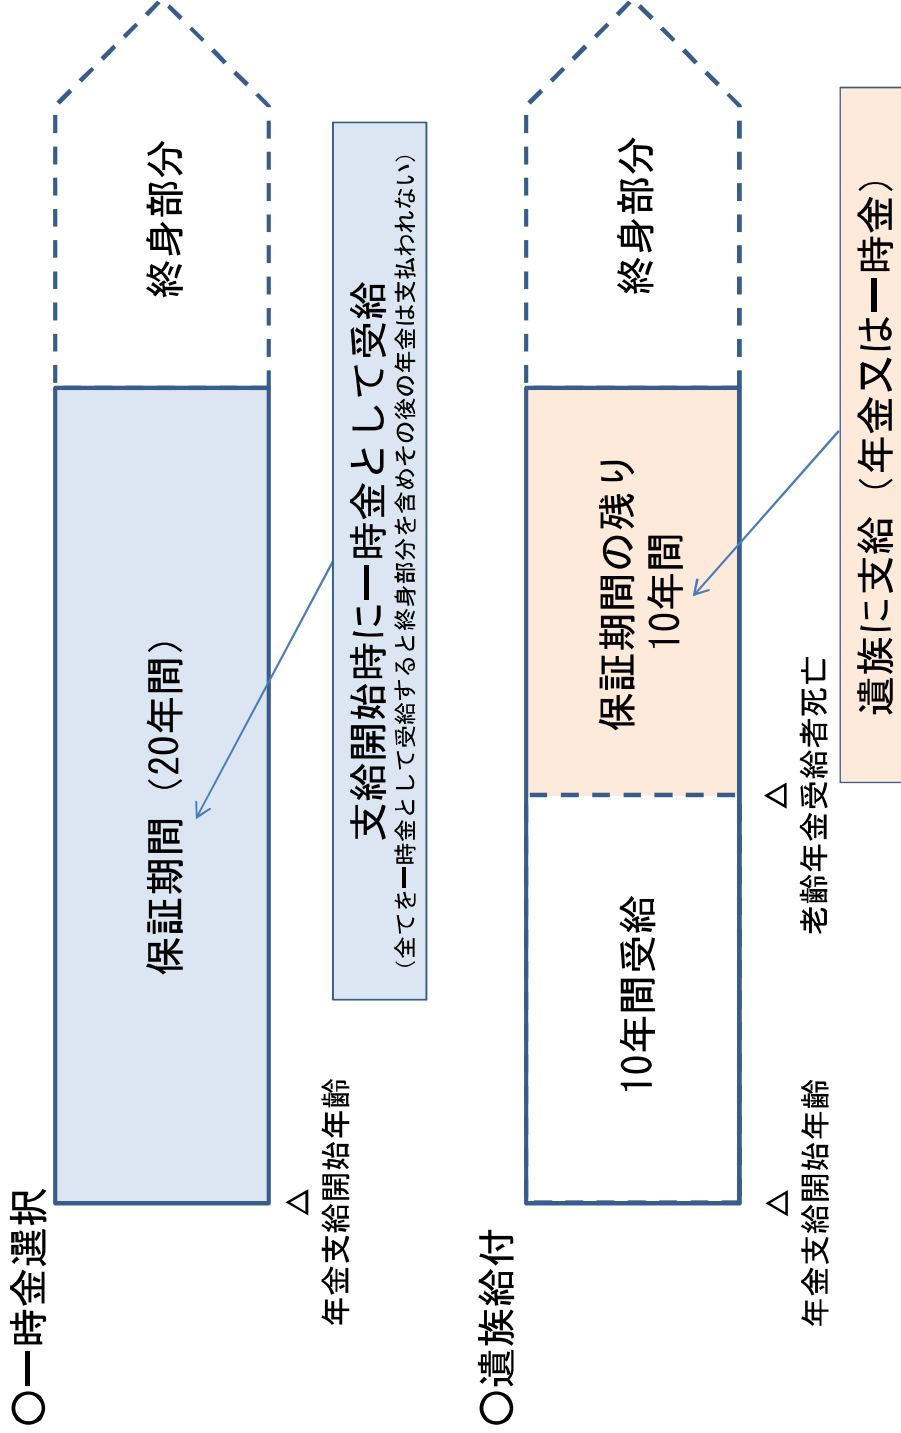 〇一時金選択
保証期間（20年間）
終身部分
△
年金支給開始年齢
支給開始時に一時金として受給
（全てを一時金として受給すると終身部分を含めその後の年金は支払われない）
〇遺族給付
10年間受給
保証期間の残り
10年間
終身部分
△
年金支給開始年齢
△
老齢年金受給者死亡
遺族に支給（年金又は一時金）